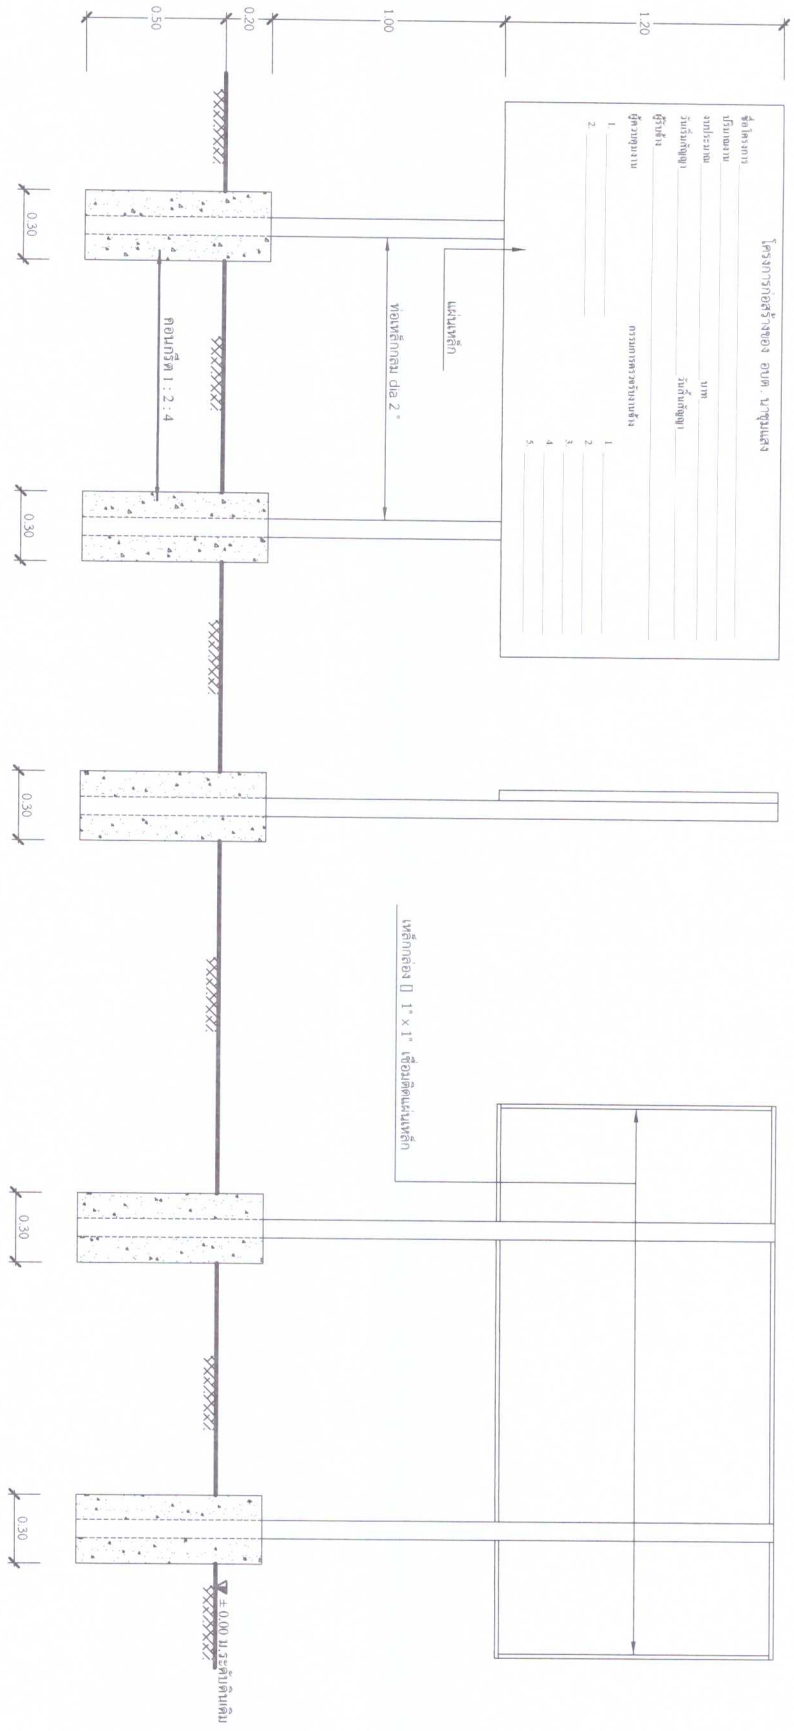 โครงการก่อสร้างของ อบต. นาชุมแสง
ชื่อโครงการ
ปริมาณงาน
งบประมาณ บาท
วันเริ่มสัญญา วันสิ้นสัญญา
ผู้รับจ้าง
ผู้ควบคุมงาน กรรมการตรวจรับงานจ้าง
1. 1.
2. 2.
3.
4.
5.
แผ่นเหล็ก
ท่อเหล็กกลม dia 2"
คอนกรีต 1 : 2 : 4
เหล็กกล่อง [] 1" x 1" เชื่อมติดแผ่นเหล็ก
± 0.00 ม.ระดับดินเดิม
1.20
1.00
0.20
0.50
0.30
0.30
0.30
0.30
0.30